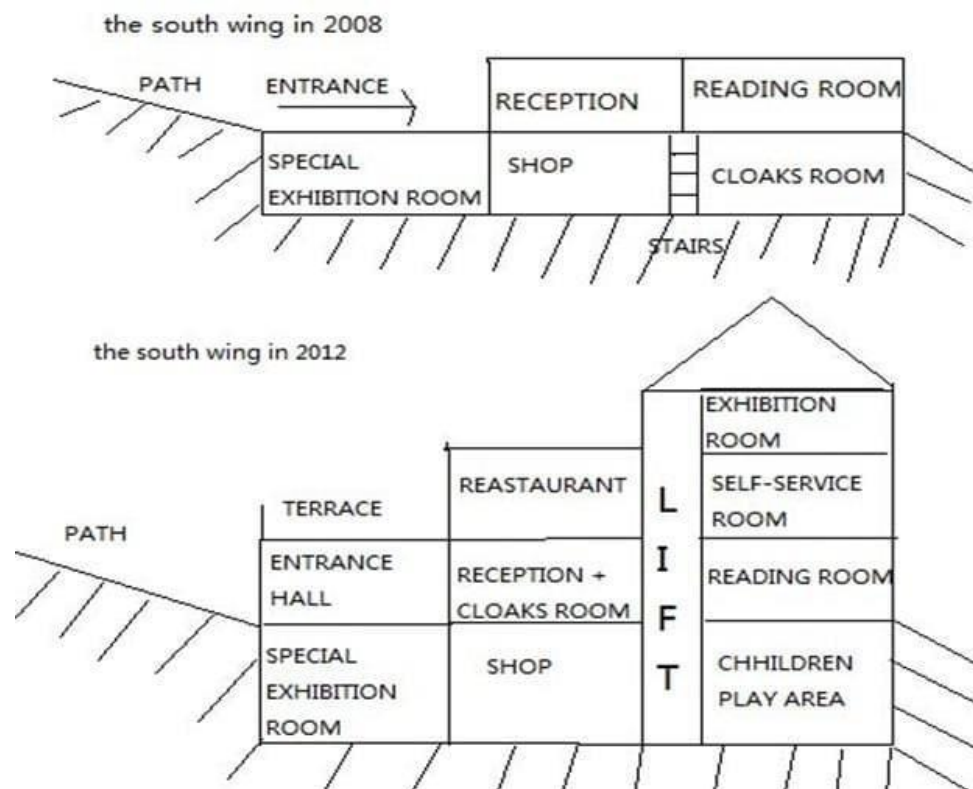 the south wing in 2008
PATH
ENTRANCE
RECEPTION
READING ROOM
SPECIAL
EXHIBITION ROOM
SHOP
CLOAKS ROOM
STAIRS
the south wing in 2012
EXHIBITION
ROOM
REASTAURANT
SELF-SERVICE
ROOM
TERRACE
PATH
ENTRANCE
HALL
RECEPTION +
CLOAKS ROOM
LIFT
READING ROOM
SPECIAL
EXHIBITION
ROOM
SHOP
CHHILDREN
PLAY AREA